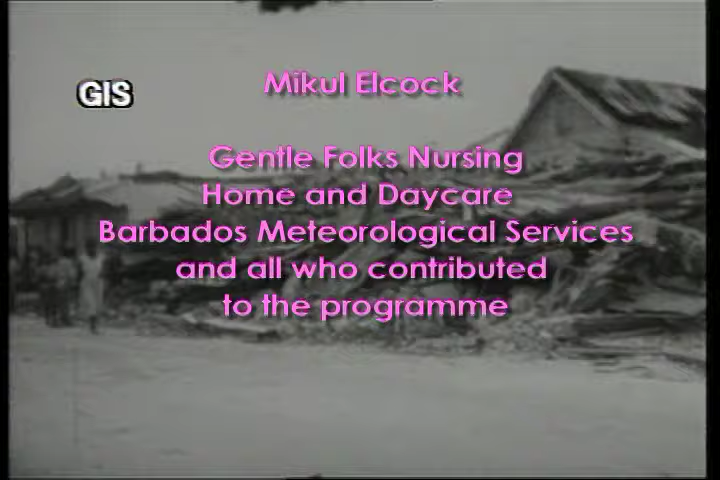 GIS
Mikul Elcock
Gentle Folks Nursing
Home and Daycare
Barbados Meteorological Services
and all who contributed
to the programme